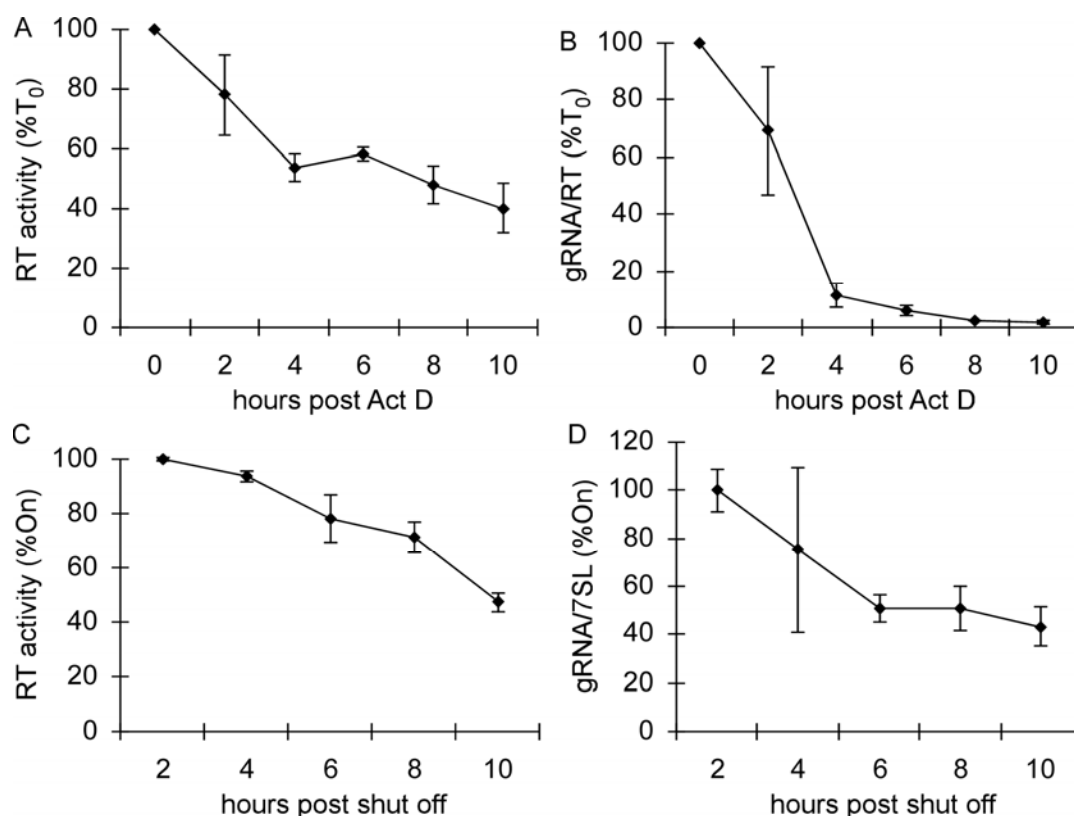 A
RT activity (%T0)
100
80
60
40
20
0
0 2 4 6 8 10
hours post Act D
B
gRNA/RT (%T0)
100
80
60
40
20
0
0 2 4 6 8 10
hours post Act D
C
RT activity (%On)
100
80
60
40
20
0
2 4 6 8 10
hours post shut off
D
gRNA/7SL (%On)
120
100
80
60
40
20
0
2 4 6 8 10
hours post shut off